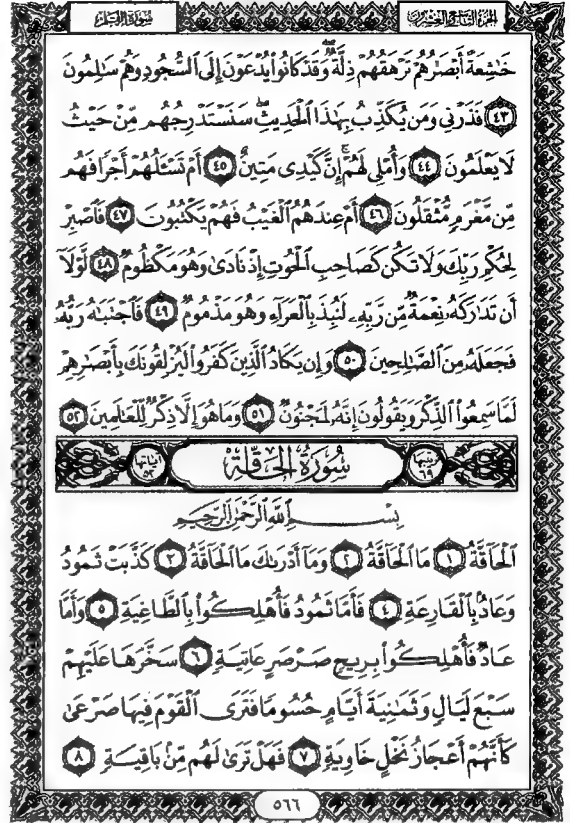 الجزء التاسع والعشرون
سورة القلم
خَٰشِعَةً أَبْصَٰرُهُمْ تَرْهَقُهُمْ ذِلَّةٌۖ وَقَدْ كَانُوا۟ يُدْعَوْنَ إِلَى ٱلسُّجُودِ وَهُمْ سَٰلِمُونَ
٤٣ فَذَرْنِى وَمَن يُكَذِّبُ بِهَٰذَا ٱلْحَدِيثِۖ سَنَسْتَدْرِجُهُم مِّنْ حَيْثُ
لَا يَعْلَمُونَ ٤٤ وَأُمْلِى لَهُمْۚ إِنَّ كَيْدِى مَتِينٌ ٤٥ أَمْ تَسْـَٔلُهُمْ أَجْرًا فَهُم
مِّن مَّغْرَمٍ مُّثْقَلُونَ ٤٦ أَمْ عِندَهُمُ ٱلْغَيْبُ فَهُمْ يَكْتُبُونَ ٤٧ فَٱصْبِرْ
لِحُكْمِ رَبِّكَ وَلَا تَكُن كَصَاحِبِ ٱلْحُوتِ إِذْ نَادَىٰ وَهُوَ مَكْظُومٌ ٤٨ لَّوْلَآ
أَن تَدَٰرَكَهُۥ نِعْمَةٌ مِّن رَّبِّهِۦ لَنُبِذَ بِٱلْعَرَآءِ وَهُوَ مَذْمُومٌ ٤٩ فَٱجْتَبَٰهُ رَبُّهُۥ
فَجَعَلَهُۥ مِنَ ٱلصَّٰلِحِينَ ٥٠ وَإِن يَكَادُ ٱلَّذِينَ كَفَرُوا۟ لَيُزْلِقُونَكَ بِأَبْصَٰرِهِمْ
لَمَّا سَمِعُوا۟ ٱلذِّكْرَ وَيَقُولُونَ إِنَّهُۥ لَمَجْنُونٌ ٥١ وَمَا هُوَ إِلَّا ذِكْرٌ لِّلْعَٰلَمِينَ ٥٢
ترتيبها ٦٩ سُورَةُ الحَاقَّةِ آياتها ٥٢
بِسْمِ ٱللَّهِ ٱلرَّحْمَٰنِ ٱلرَّحِيمِ
ٱلْحَآقَّةُ ١ مَا ٱلْحَآقَّةُ ٢ وَمَآ أَدْرَىٰكَ مَا ٱلْحَآقَّةُ ٣ كَذَّبَتْ ثَمُودُ
وَعَادٌۢ بِٱلْقَارِعَةِ ٤ فَأَمَّا ثَمُودُ فَأُهْلِكُوا۟ بِٱلطَّاغِيَةِ ٥ وَأَمَّا
عَادٌ فَأُهْلِكُوا۟ بِرِيحٍ صَرْصَرٍ عَاتِيَةٍ ٦ سَخَّرَهَا عَلَيْهِمْ
سَبْعَ لَيَالٍ وَثَمَٰنِيَةَ أَيَّامٍ حُسُومًا فَتَرَى ٱلْقَوْمَ فِيهَا صَرْعَىٰ
كَأَنَّهُمْ أَعْجَازُ نَخْلٍ خَاوِيَةٍ ٧ فَهَلْ تَرَىٰ لَهُم مِّنۢ بَاقِيَةٍ ٨
٥٦٦